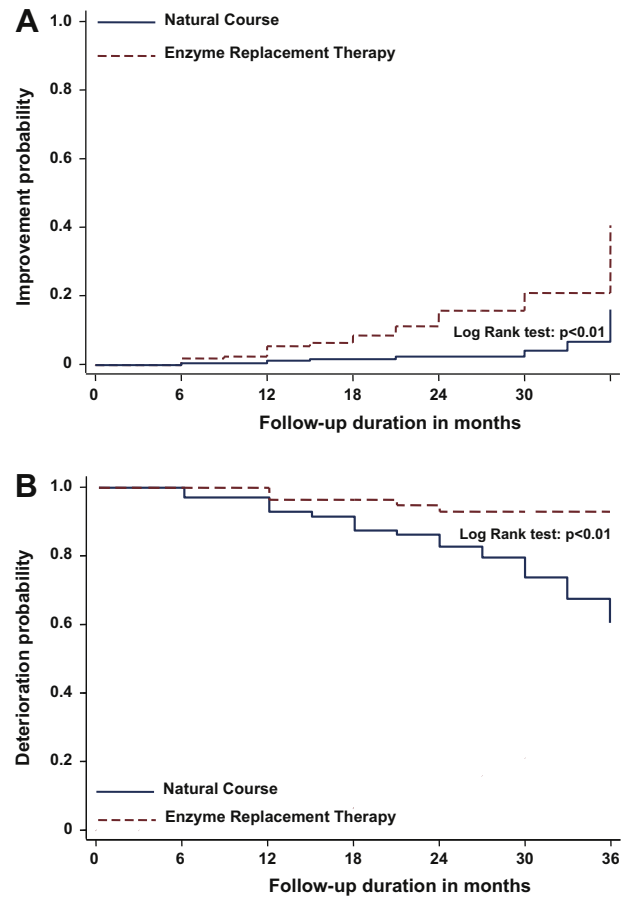 A
Natural Course
Enzyme Replacement Therapy
1.0
0.8
0.6
0.4
0.2
0
Improvement probability
Log Rank test: p<0.01
0 6 12 18 24 30
Follow-up duration in months
B
1.0
0.8
0.6
0.4
0.2
0
Deterioration probability
Log Rank test: p<0.01
Natural Course
Enzyme Replacement Therapy
0 6 12 18 24 30 36
Follow-up duration in months